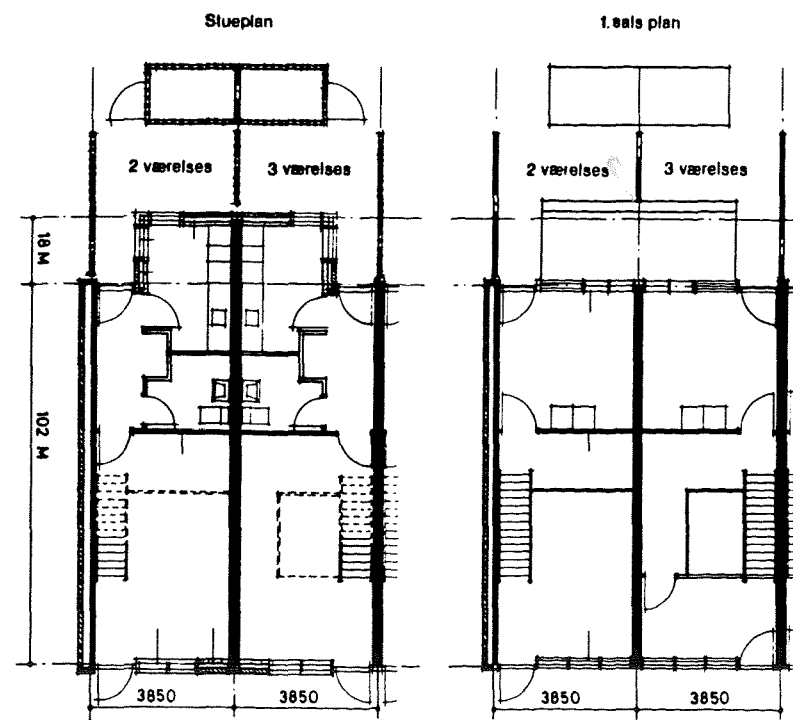 Stueplan
1. sals plan
2 værelses
3 værelses
2 værelses
3 værelses
18 M
102 M
3850
3850
3850
3850